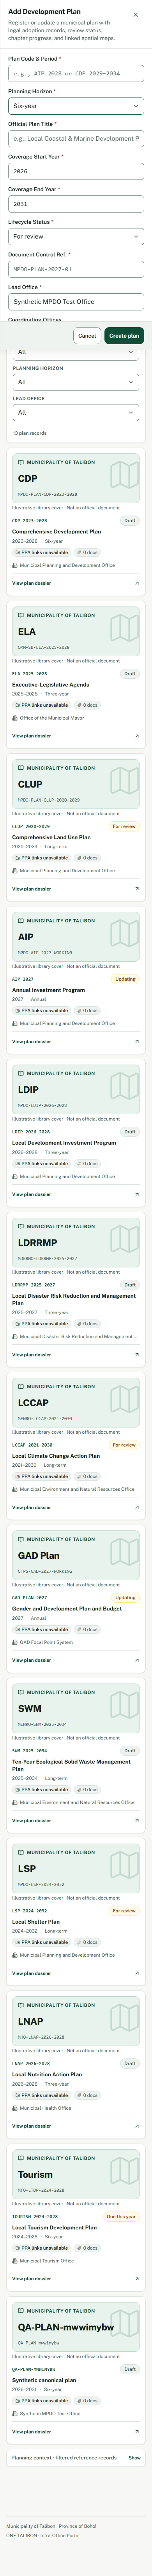 Add Development Plan
Register or update a municipal plan with
legal adoption records, review status,
chapter progress, and linked spatial maps.
Plan Code & Period *
e.g., AIP 2028 or CDP 2029–2034
Planning Horizon *
Six-year
Official Plan Title *
e.g., Local Coastal & Marine Development P
Coverage Start Year *
2026
Coverage End Year *
2031
Lifecycle Status *
For review
Document Control Ref. *
MPDO-PLAN-2027-01
Lead Office *
Synthetic MPDO Test Office
Coordinating Offices
Cancel
Create plan
All
PLANNING HORIZON
All
LEAD OFFICE
All
13 plan records
MUNICIPALITY OF TALIBON
CDP
MPDO-PLAN-CDP-2023-2028
Illustrative library cover · Not an official document
CDP 2023-2028
Draft
Comprehensive Development Plan
2023–2028 · Six-year
PPA links unavailable
0 docs
Municipal Planning and Development Office
View plan dossier
MUNICIPALITY OF TALIBON
ELA
OMM-SB-ELA-2025-2028
Illustrative library cover · Not an official document
ELA 2025-2028
Draft
Executive-Legislative Agenda
2025–2028 · Three-year
PPA links unavailable
0 docs
Office of the Municipal Mayor
View plan dossier
MUNICIPALITY OF TALIBON
CLUP
MPDO-PLAN-CLUP-2020-2029
Illustrative library cover · Not an official document
CLUP 2020-2029
For review
Comprehensive Land Use Plan
2020–2029 · Long-term
PPA links unavailable
0 docs
Municipal Planning and Development Office
View plan dossier
MUNICIPALITY OF TALIBON
AIP
MPDO-AIP-2027-WORKING
Illustrative library cover · Not an official document
AIP 2027
Updating
Annual Investment Program
2027 · Annual
PPA links unavailable
0 docs
Municipal Planning and Development Office
View plan dossier
MUNICIPALITY OF TALIBON
LDIP
MPDO-LDIP-2026-2028
Illustrative library cover · Not an official document
LDIP 2026-2028
Draft
Local Development Investment Program
2026–2028 · Three-year
PPA links unavailable
0 docs
Municipal Planning and Development Office
View plan dossier
MUNICIPALITY OF TALIBON
LDRRMP
MDRRMO-LDRRMP-2025-2027
Illustrative library cover · Not an official document
LDRRMP 2025-2027
Draft
Local Disaster Risk Reduction and Management
Plan
2025–2027 · Three-year
PPA links unavailable
0 docs
Municipal Disaster Risk Reduction and Management ...
View plan dossier
MUNICIPALITY OF TALIBON
LCCAP
MENRO-LCCAP-2021-2030
Illustrative library cover · Not an official document
LCCAP 2021-2030
For review
Local Climate Change Action Plan
2021–2030 · Long-term
PPA links unavailable
0 docs
Municipal Environment and Natural Resources Office
View plan dossier
MUNICIPALITY OF TALIBON
GAD Plan
GFPS-GAD-2027-WORKING
Illustrative library cover · Not an official document
GAD PLAN 2027
Updating
Gender and Development Plan and Budget
2027 · Annual
PPA links unavailable
0 docs
GAD Focal Point System
View plan dossier
MUNICIPALITY OF TALIBON
SWM
MENRO-SWM-2025-2034
Illustrative library cover · Not an official document
SWM 2025-2034
Draft
Ten-Year Ecological Solid Waste Management
Plan
2025–2034 · Long-term
PPA links unavailable
0 docs
Municipal Environment and Natural Resources Office
View plan dossier
MUNICIPALITY OF TALIBON
LSP
MPDO-LSP-2024-2032
Illustrative library cover · Not an official document
LSP 2024-2032
For review
Local Shelter Plan
2024–2032 · Long-term
PPA links unavailable
0 docs
Municipal Planning and Development Office
View plan dossier
MUNICIPALITY OF TALIBON
LNAP
MHO-LNAP-2026-2028
Illustrative library cover · Not an official document
LNAP 2026-2028
Draft
Local Nutrition Action Plan
2026–2028 · Three-year
PPA links unavailable
0 docs
Municipal Health Office
View plan dossier
MUNICIPALITY OF TALIBON
Tourism
MTO-LTDP-2024-2028
Illustrative library cover · Not an official document
TOURISM 2024-2028
Due this year
Local Tourism Development Plan
2024–2028 · Six-year
PPA links unavailable
0 docs
Municipal Tourism Office
View plan dossier
MUNICIPALITY OF TALIBON
QA-PLAN-mwwimybw
QA-PLAN-mwwimybw
Illustrative library cover · Not an official document
QA-PLAN-MWWIMYBW
Draft
Synthetic canonical plan
2026–2031 · Six-year
PPA links unavailable
0 docs
Synthetic MPDO Test Office
View plan dossier
Planning context · filtered reference records
Show
Municipality of Talibon · Province of Bohol
ONE TALIBON · Intra-Office Portal